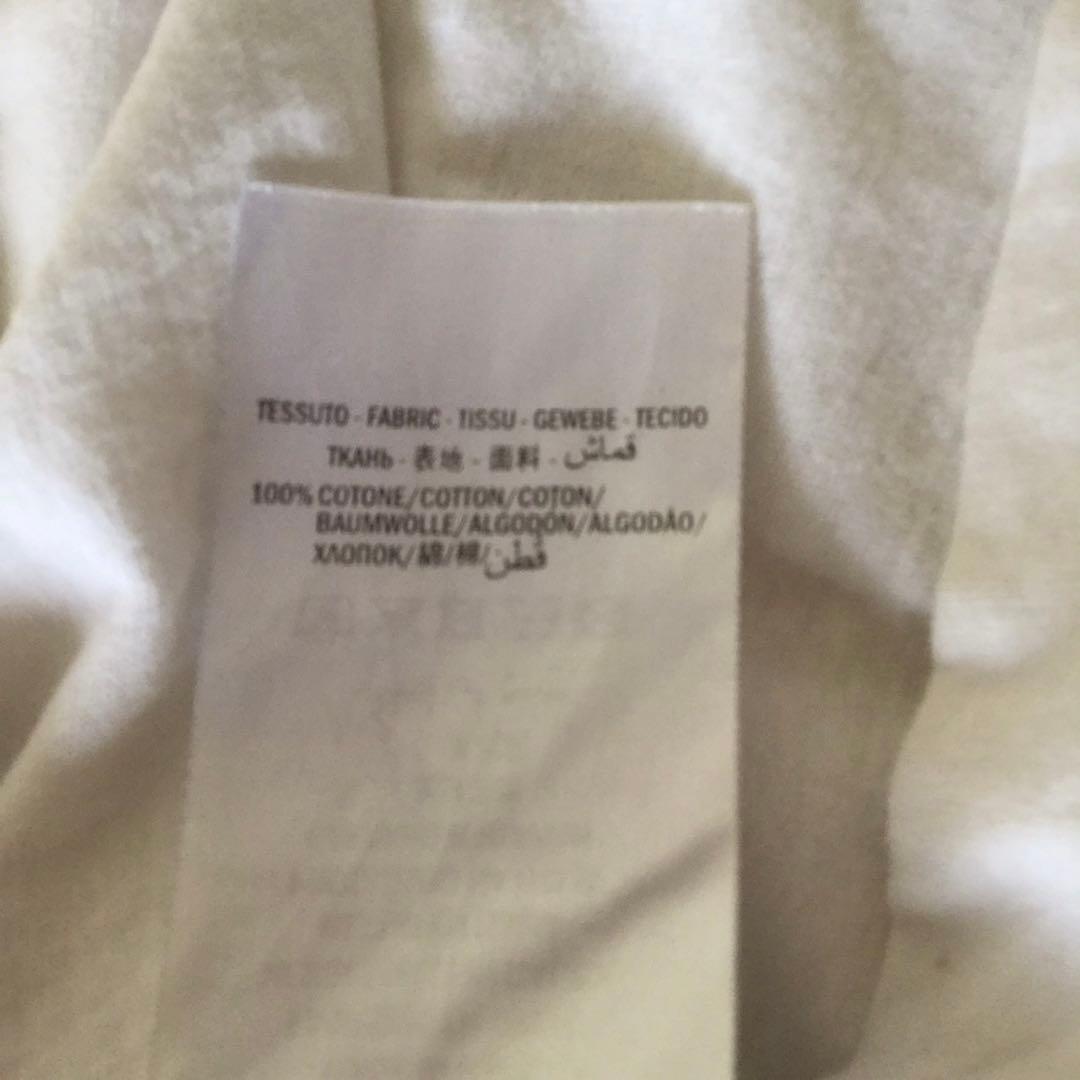 TESSUTO - FABRIC - TISSU - GEWEBE - TECIDO
ТКАНЬ - 表地 - 面料 - قماش
100% COTONE/COTTON/COTON/
BAUMWOLLE/ALGODÓN/ALGODÃO/
ХЛОПОК/綿/棉/قطن